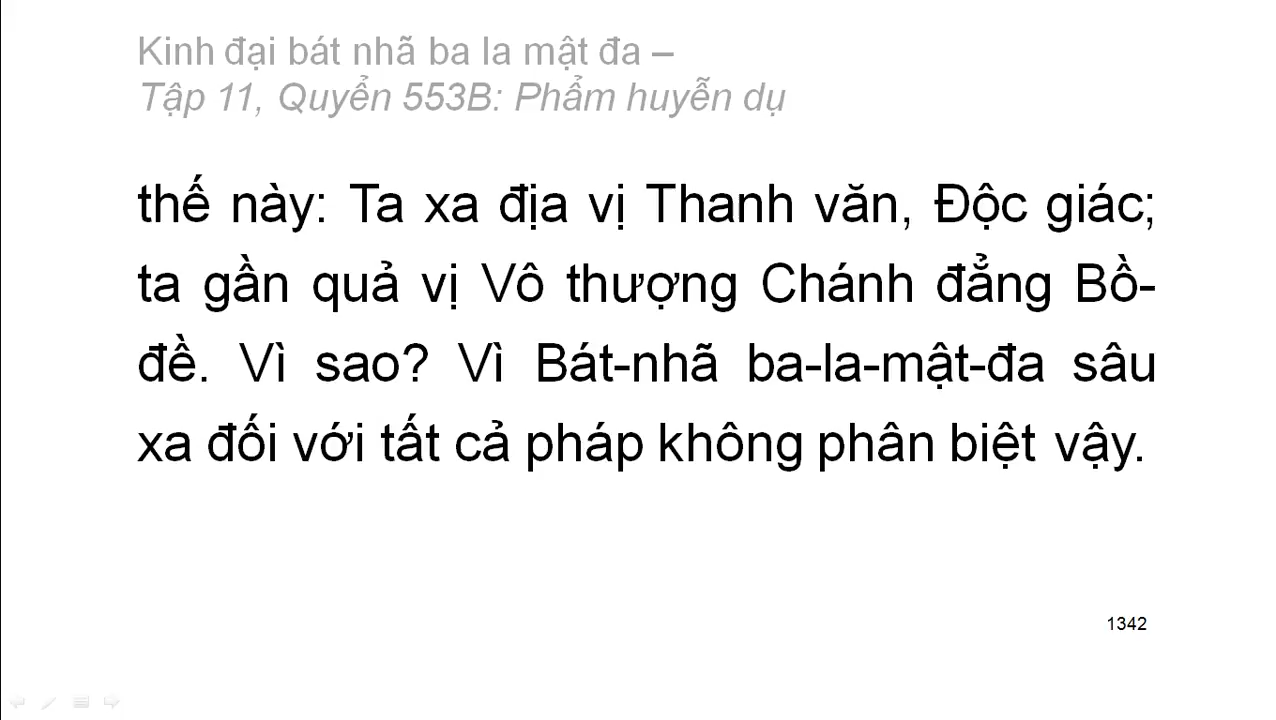 Kinh đại bát nhã ba la mật đa –
Tập 11, Quyển 553B: Phẩm huyễn dụ
thế này: Ta xa địa vị Thanh văn, Độc giác;
ta gần quả vị Vô thượng Chánh đẳng Bồ-
đề. Vì sao? Vì Bát-nhã ba-la-mật-đa sâu
xa đối với tất cả pháp không phân biệt vậy.
1342